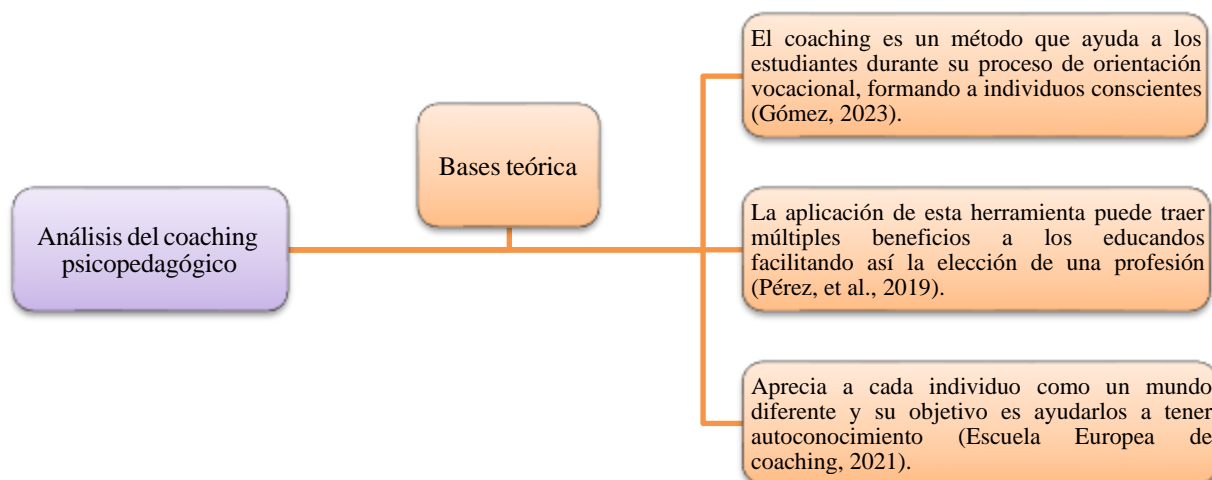 Análisis del coaching
psicopedagógico
Bases teórica
El coaching es un método que ayuda a los
estudiantes durante su proceso de orientación
vocacional, formando a individuos conscientes
(Gómez, 2023).
La aplicación de esta herramienta puede traer
múltiples beneficios a los educandos
facilitando así la elección de una profesión
(Pérez, et al., 2019).
Aprecia a cada individuo como un mundo
diferente y su objetivo es ayudarlos a tener
autoconocimiento (Escuela Europea de
coaching, 2021).